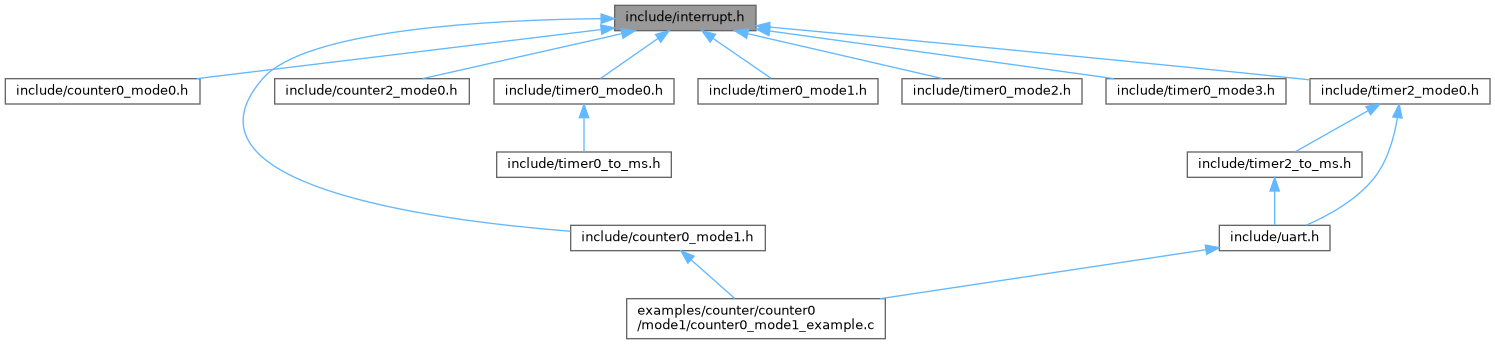 include/interrupt.h
include/counter0_mode0.h
include/counter2_mode0.h
include/timer0_mode0.h
include/timer0_mode1.h
include/timer0_mode2.h
include/timer0_mode3.h
include/timer2_mode0.h
include/timer0_to_ms.h
include/timer2_to_ms.h
include/counter0_mode1.h
include/uart.h
examples/counter/counter0
/mode1/counter0_mode1_example.c